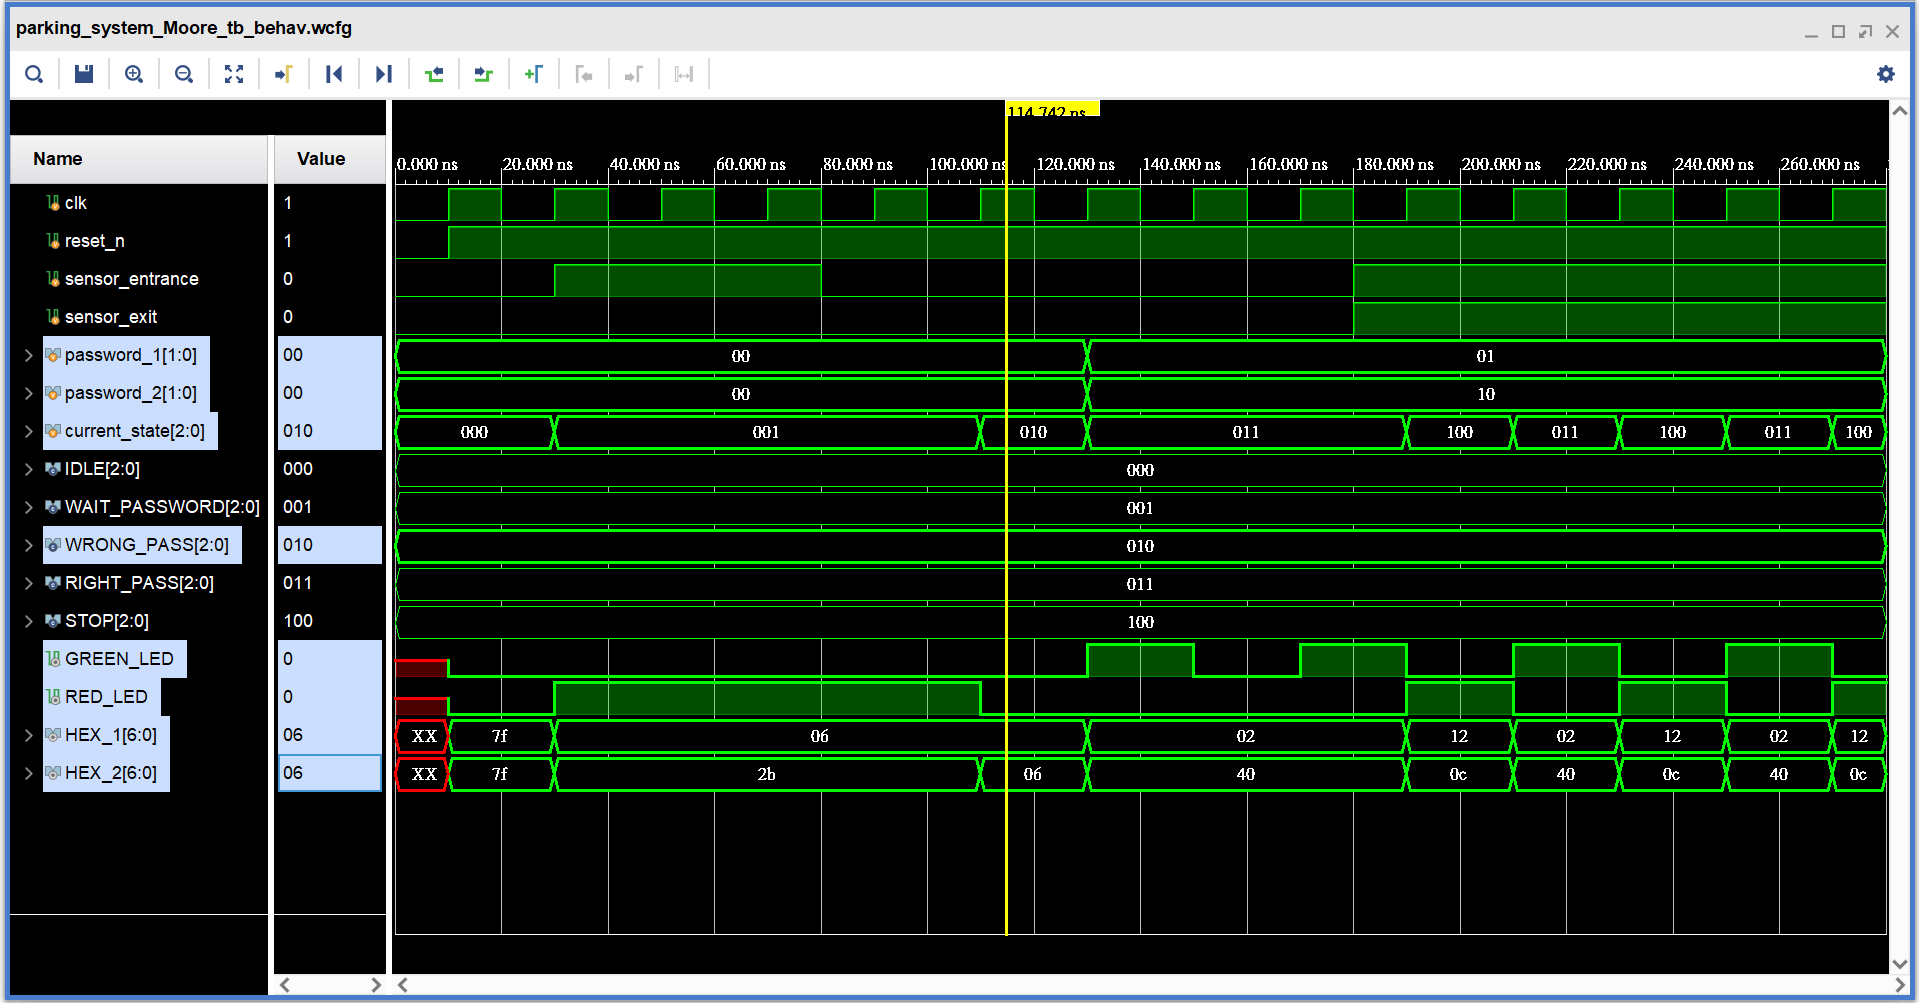 parking_system_Moore_tb_behav.wcfg
114.742 ns
Name Value
0.000 ns 20.000 ns 40.000 ns 60.000 ns 80.000 ns 100.000 ns 120.000 ns 140.000 ns 160.000 ns 180.000 ns 200.000 ns 220.000 ns 240.000 ns 260.000 ns
clk 1
reset_n 1
sensor_entrance 0
sensor_exit 0
password_1[1:0] 00 00 01
password_2[1:0] 00 00 10
current_state[2:0] 010 000 001 010 011 100 011 100 011 100
IDLE[2:0] 000 000
WAIT_PASSWORD[2:0] 001 001
WRONG_PASS[2:0] 010 010
RIGHT_PASS[2:0] 011 011
STOP[2:0] 100 100
GREEN_LED 0
RED_LED 0
HEX_1[6:0] 06 XX 7f 06 02 12 02 12 02 12
HEX_2[6:0] 06 XX 7f 2b 06 40 0c 40 0c 40 0c